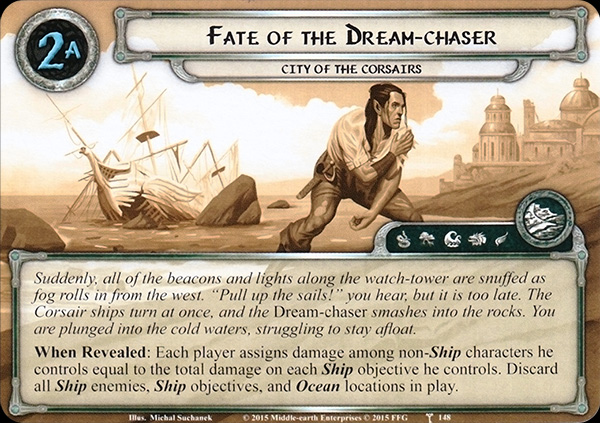 2A
FATE OF THE DREAM-CHASER
CITY OF THE CORSAIRS
Suddenly, all of the beacons and lights along the watch-tower are snuffed as
fog rolls in from the west. “Pull up the sails!” you hear, but it is too late. The
Corsair ships turn at once, and the Dream-chaser smashes into the rocks. You
are plunged into the cold waters, struggling to stay afloat.
When Revealed: Each player assigns damage among non-Ship characters he
controls equal to the total damage on each Ship objective he controls. Discard
all Ship enemies, Ship objectives, and Ocean locations in play.
Illus. Michal Suchanek © 2015 Middle-earth Enterprises © 2015 FFG 148